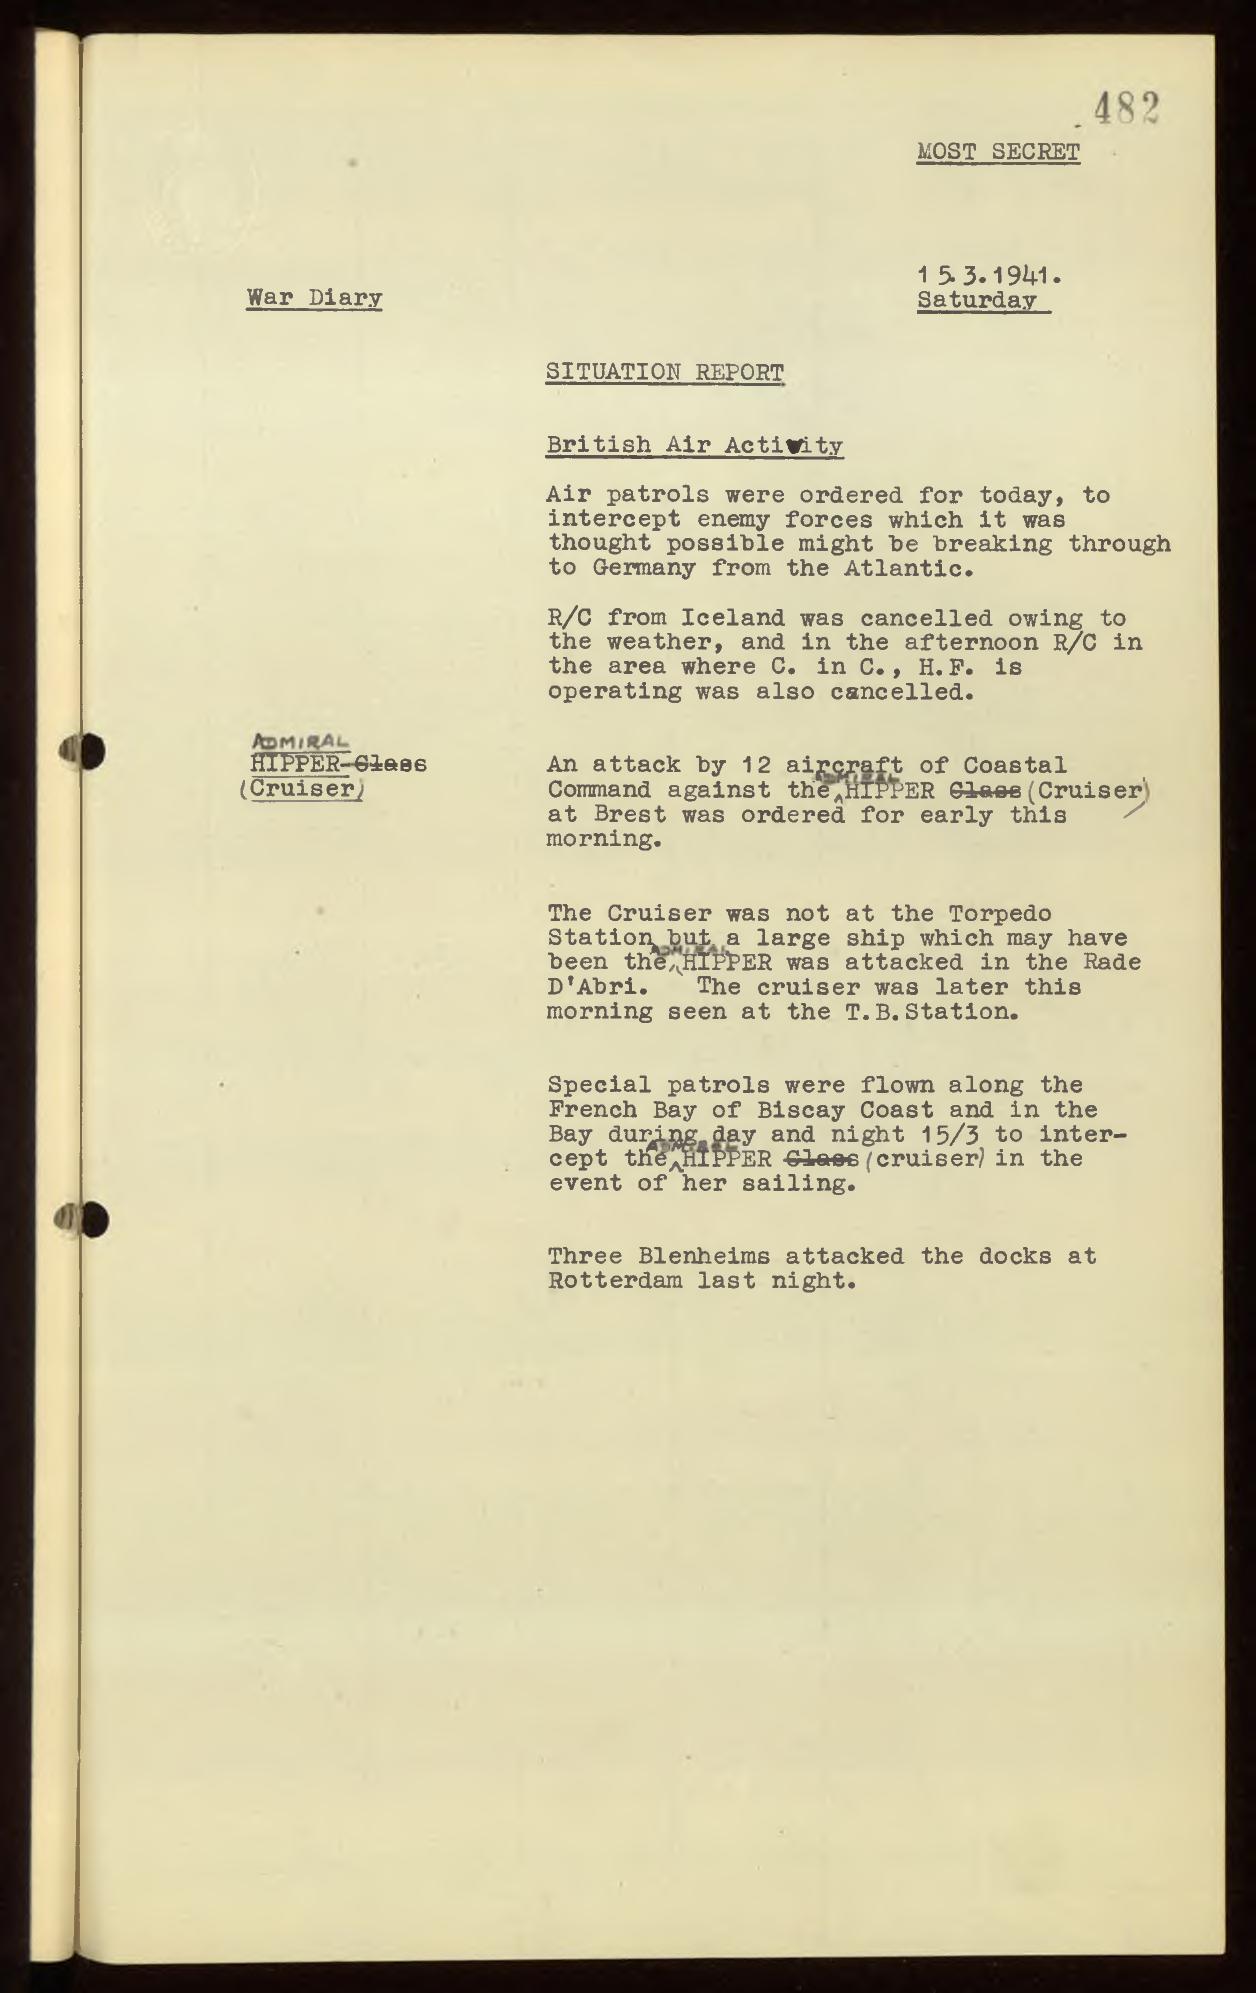 482
MOST SECRET
15.3.1941.
War Diary
Saturday
SITUATION REPORT
British Air Activity
Air patrols were ordered for today, to
intercept enemy forces which it was
thought possible might be breaking through
to Germany from the Atlantic.
R/C from Iceland was cancelled owing to
the weather, and in the afternoon R/C in
the area where C. in C., H.F. is
operating was also cancelled.
ADMIRAL
HIPPER-Class
(Cruiser)
An attack by 12 aircraft of Coastal
ADMIRAL
Command against the HIPPER Class (Cruiser)
at Brest was ordered for early this
morning.
The Cruiser was not at the Torpedo
Station but a large ship which may have
ADMIRAL
been the HIPPER was attacked in the Rade
D'Abri. The cruiser was later this
morning seen at the T.B.Station.
Special patrols were flown along the
French Bay of Biscay Coast and in the
Bay during day and night 15/3 to inter-
ADMIRAL
cept the HIPPER Class (cruiser) in the
event of her sailing.
Three Blenheims attacked the docks at
Rotterdam last night.